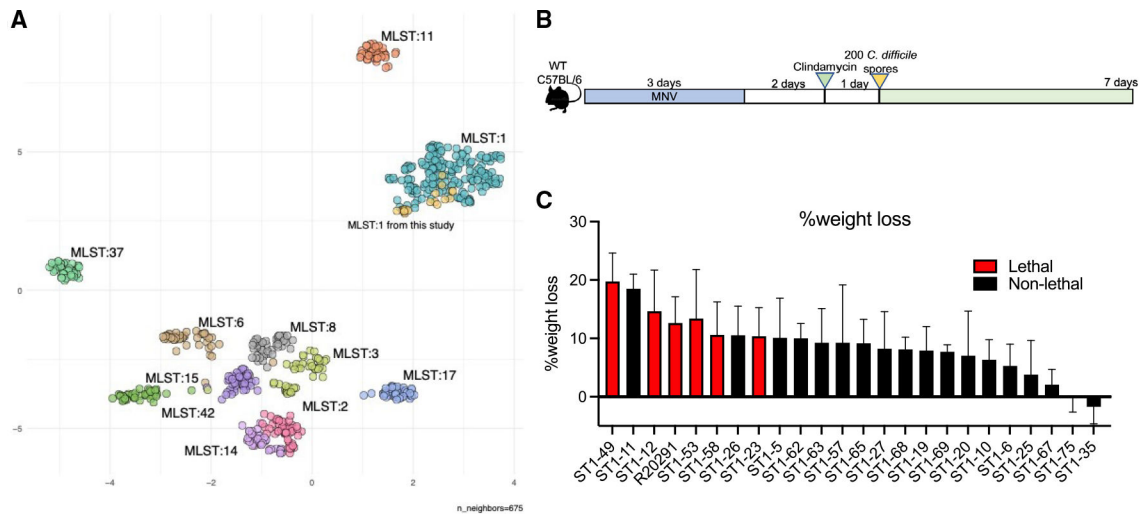 A
MLST:11
MLST:1
MLST:1 from this study
MLST:37
MLST:6
MLST:8
MLST:3
MLST:15
MLST:17
MLST:42
MLST:2
MLST:14
5
0
−5
−4
−2
0
2
4
n_neighbors=675
B
WT
C57BL/6
3 days
MNV
2 days
Clindamycin
1 day
200 C. difficile
spores
7 days
C
%weight loss
%weight loss
30
20
10
0
Lethal
Non-lethal
ST1-49
ST1-11
ST1-12
R20291
ST1-53
ST1-58
ST1-26
ST1-23
ST1-5
ST1-62
ST1-63
ST1-57
ST1-65
ST1-27
ST1-68
ST1-19
ST1-69
ST1-20
ST1-10
ST1-6
ST1-25
ST1-67
ST1-75
ST1-35